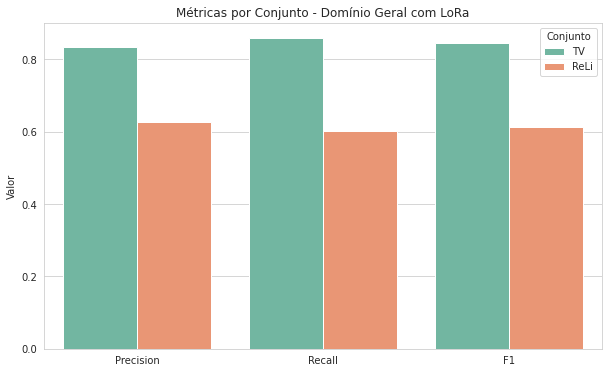 Métricas por Conjunto - Domínio Geral com LoRa
Conjunto
TV
ReLi
Valor
0.8
0.6
0.4
0.2
0.0
Precision
Recall
F1